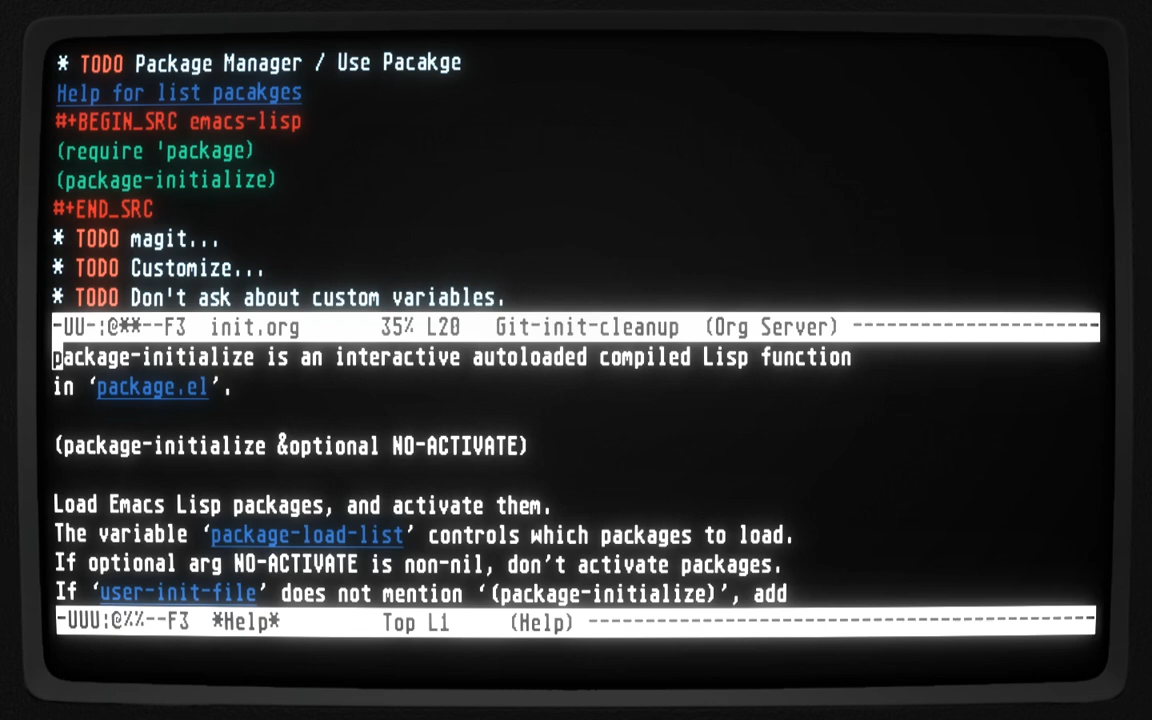 * TODO Package Manager / Use Pacakge
Help for list pacakges
#+BEGIN_SRC emacs-lisp
(require 'package)
(package-initialize)
#+END_SRC
* TODO magit...
* TODO Customize...
* TODO Don't ask about custom variables.
-UU-:@**--F3  init.org       35% L20   Git-init-cleanup  (Org Server) ----------------------
package-initialize is an interactive autoloaded compiled Lisp function
in ‘package.el’.
(package-initialize &optional NO-ACTIVATE)
Load Emacs Lisp packages, and activate them.
The variable ‘package-load-list’ controls which packages to load.
If optional arg NO-ACTIVATE is non-nil, don’t activate packages.
If ‘user-init-file’ does not mention ‘(package-initialize)’, add
-UUU:@%%--F3  *Help*         Top L1     (Help) ---------------------------------------------